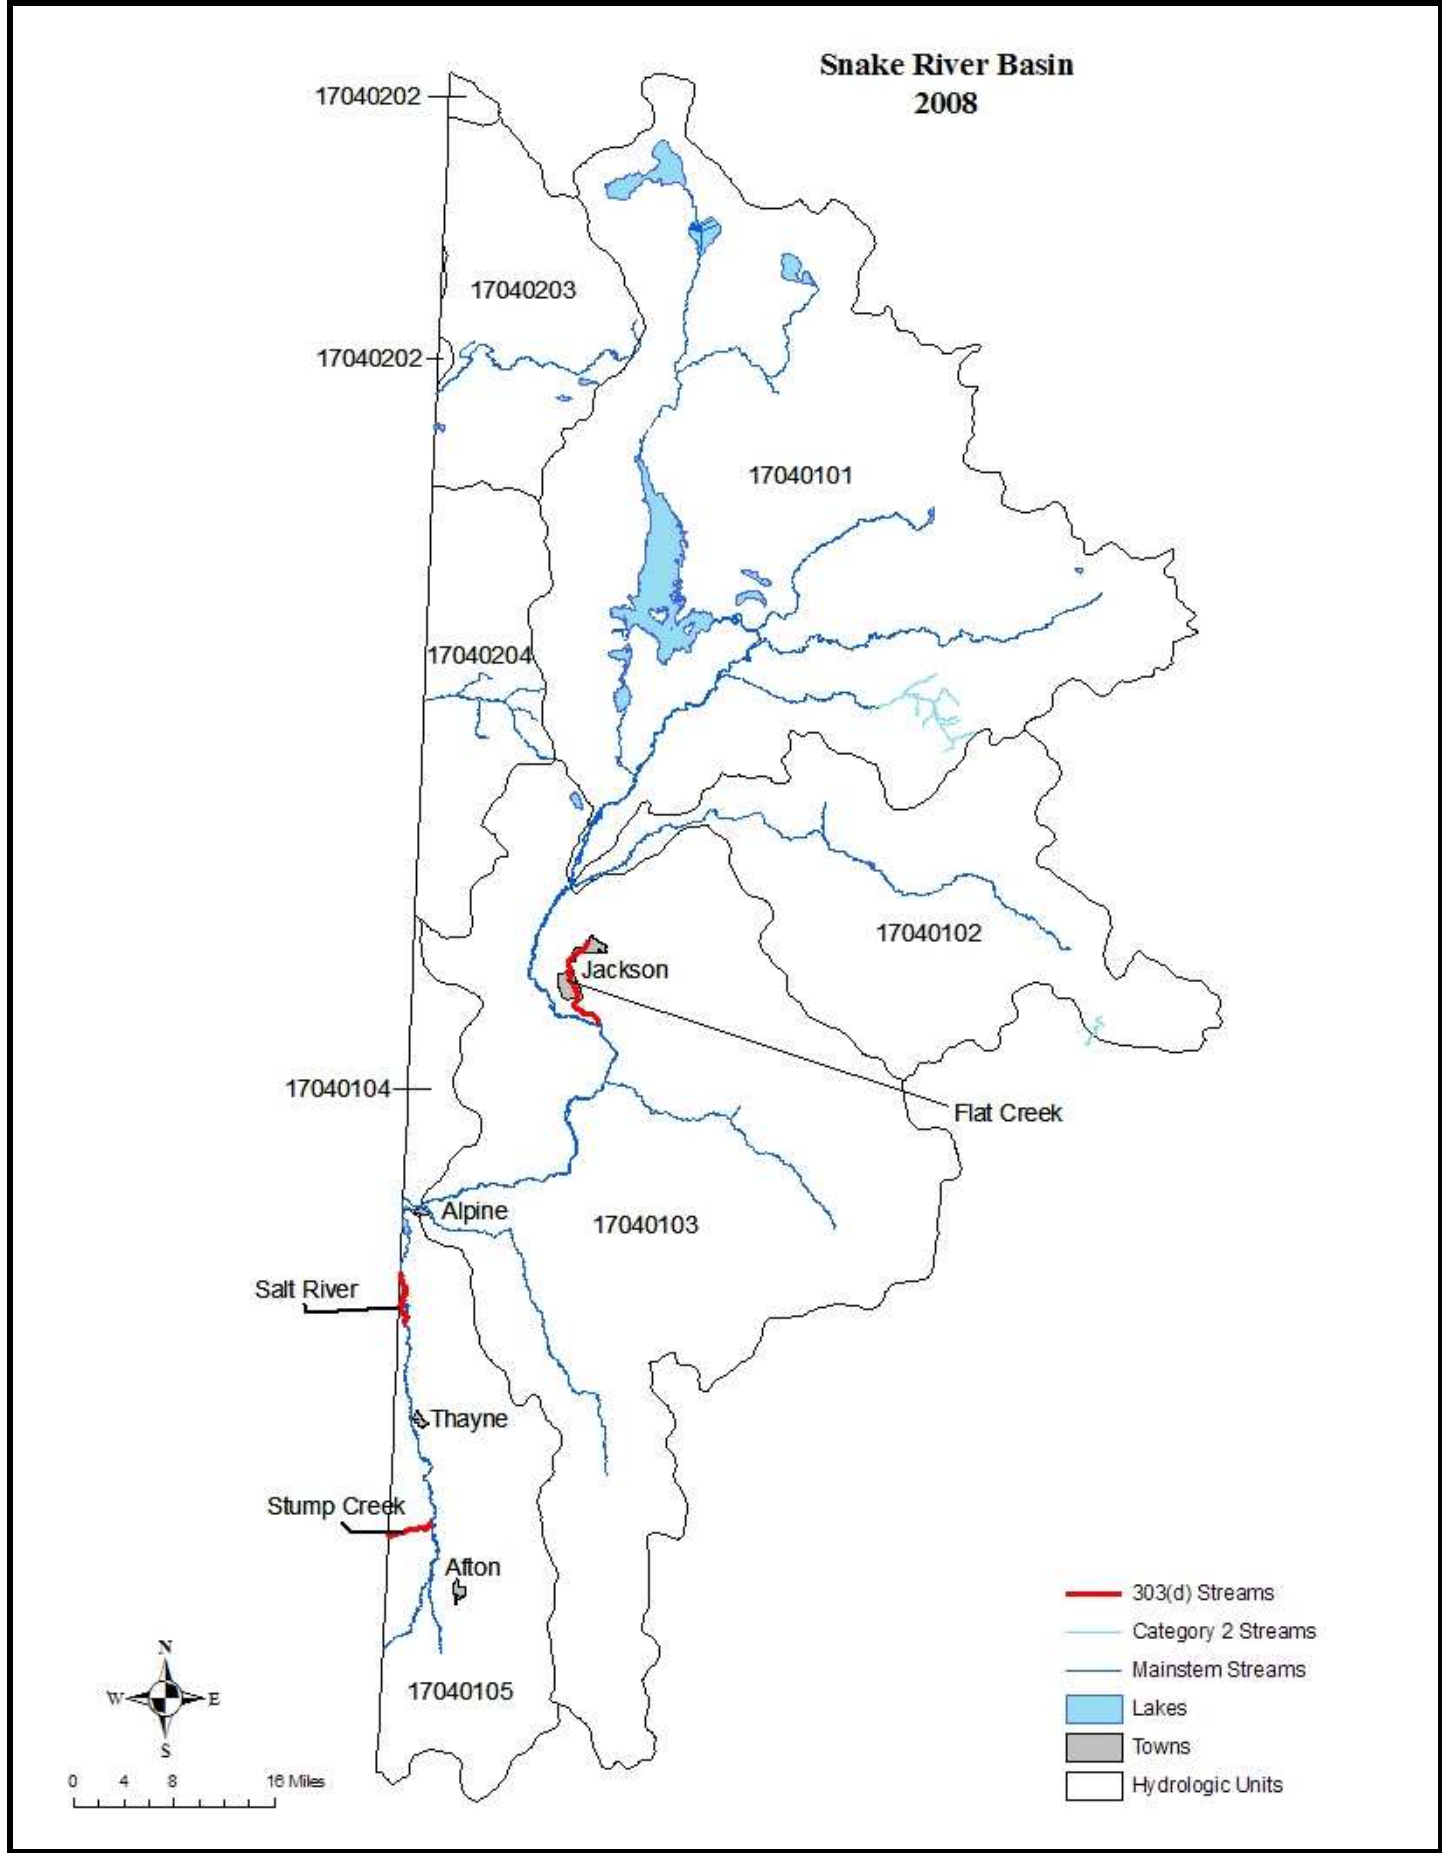 Snake River Basin
2008
17040202
17040203
17040202
17040101
17040204
17040102
Jackson
17040104
Flat Creek
Alpine
17040103
Salt River
Thayne
Stump Creek
Afton
17040105
303(d) Streams
Category 2 Streams
Mainstem Streams
Lakes
Towns
Hydrologic Units
N
W E
S
0 4 8 16 Miles